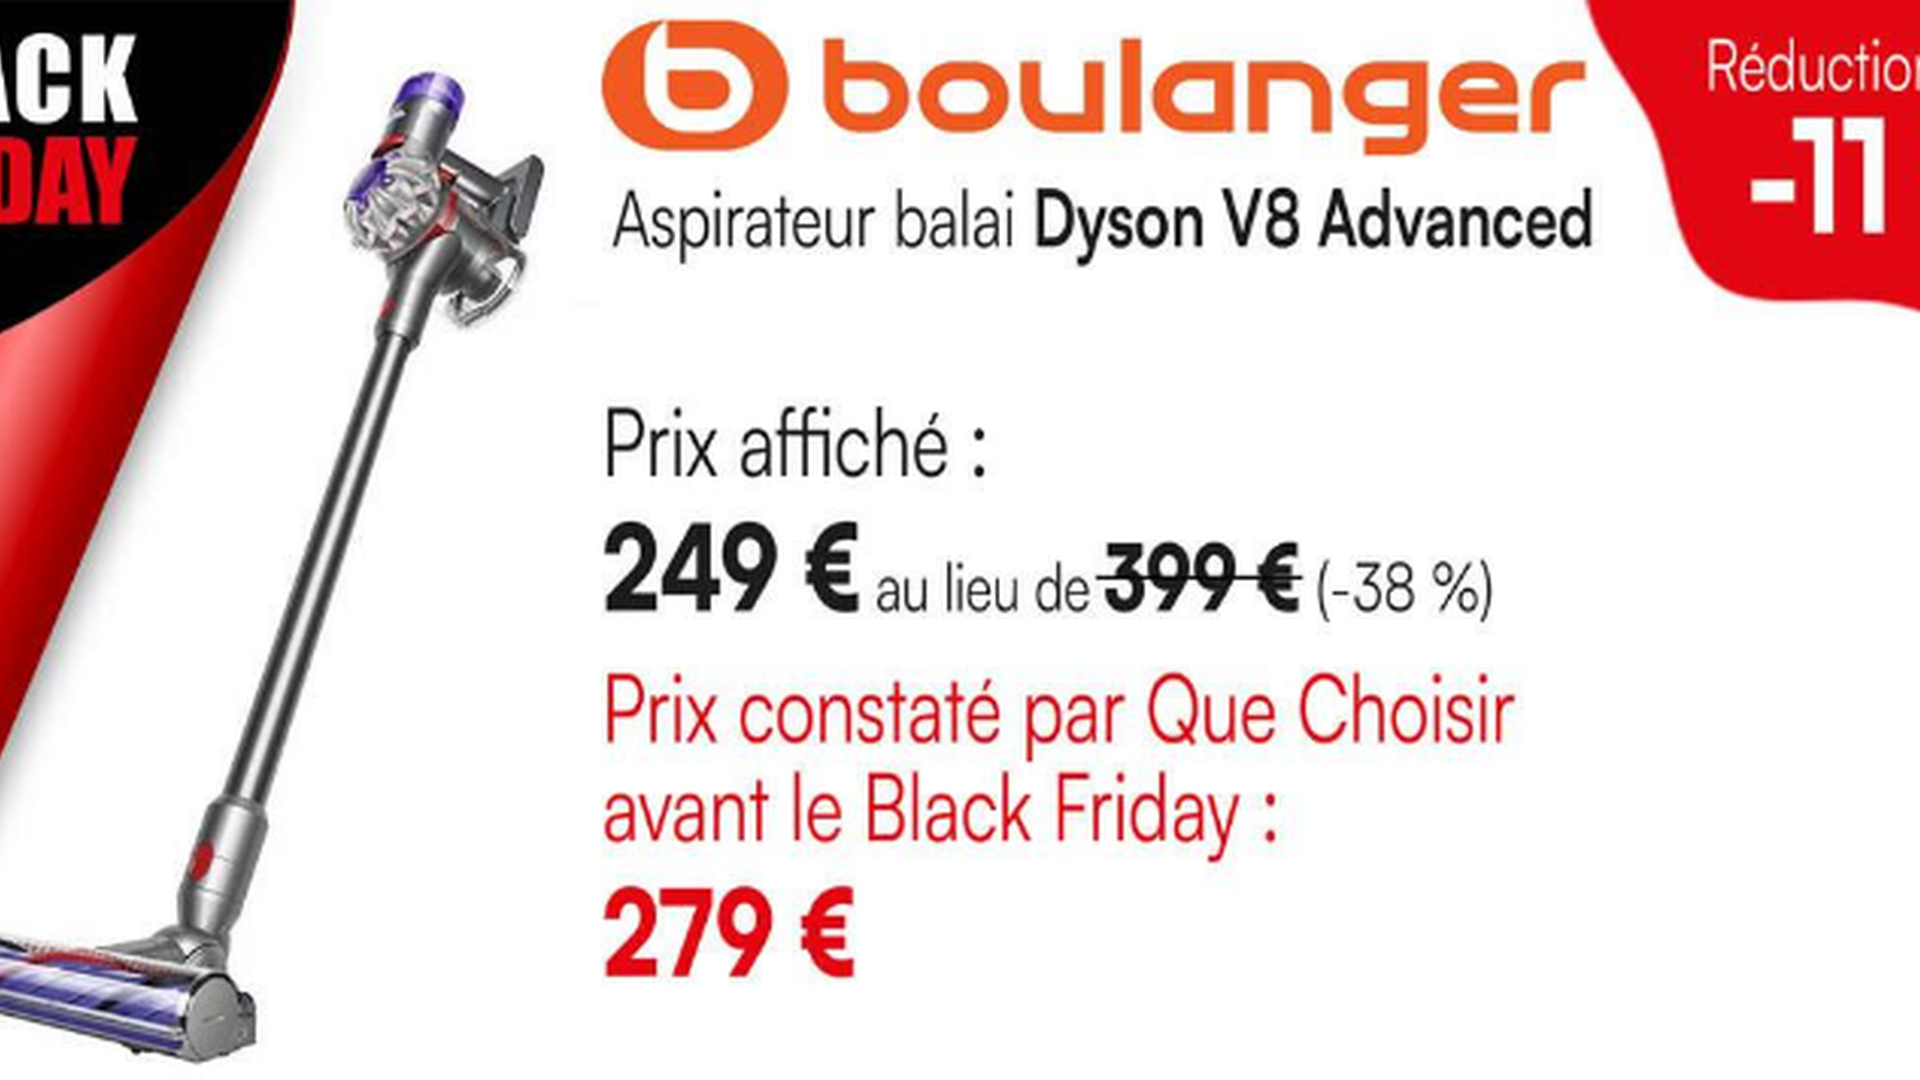 ACK
DAY
boulanger
Réduction
-11
Aspirateur balai Dyson V8 Advanced
Prix affiché :
249 € au lieu de 399 € (-38 %)
Prix constaté par Que Choisir
avant le Black Friday :
279 €